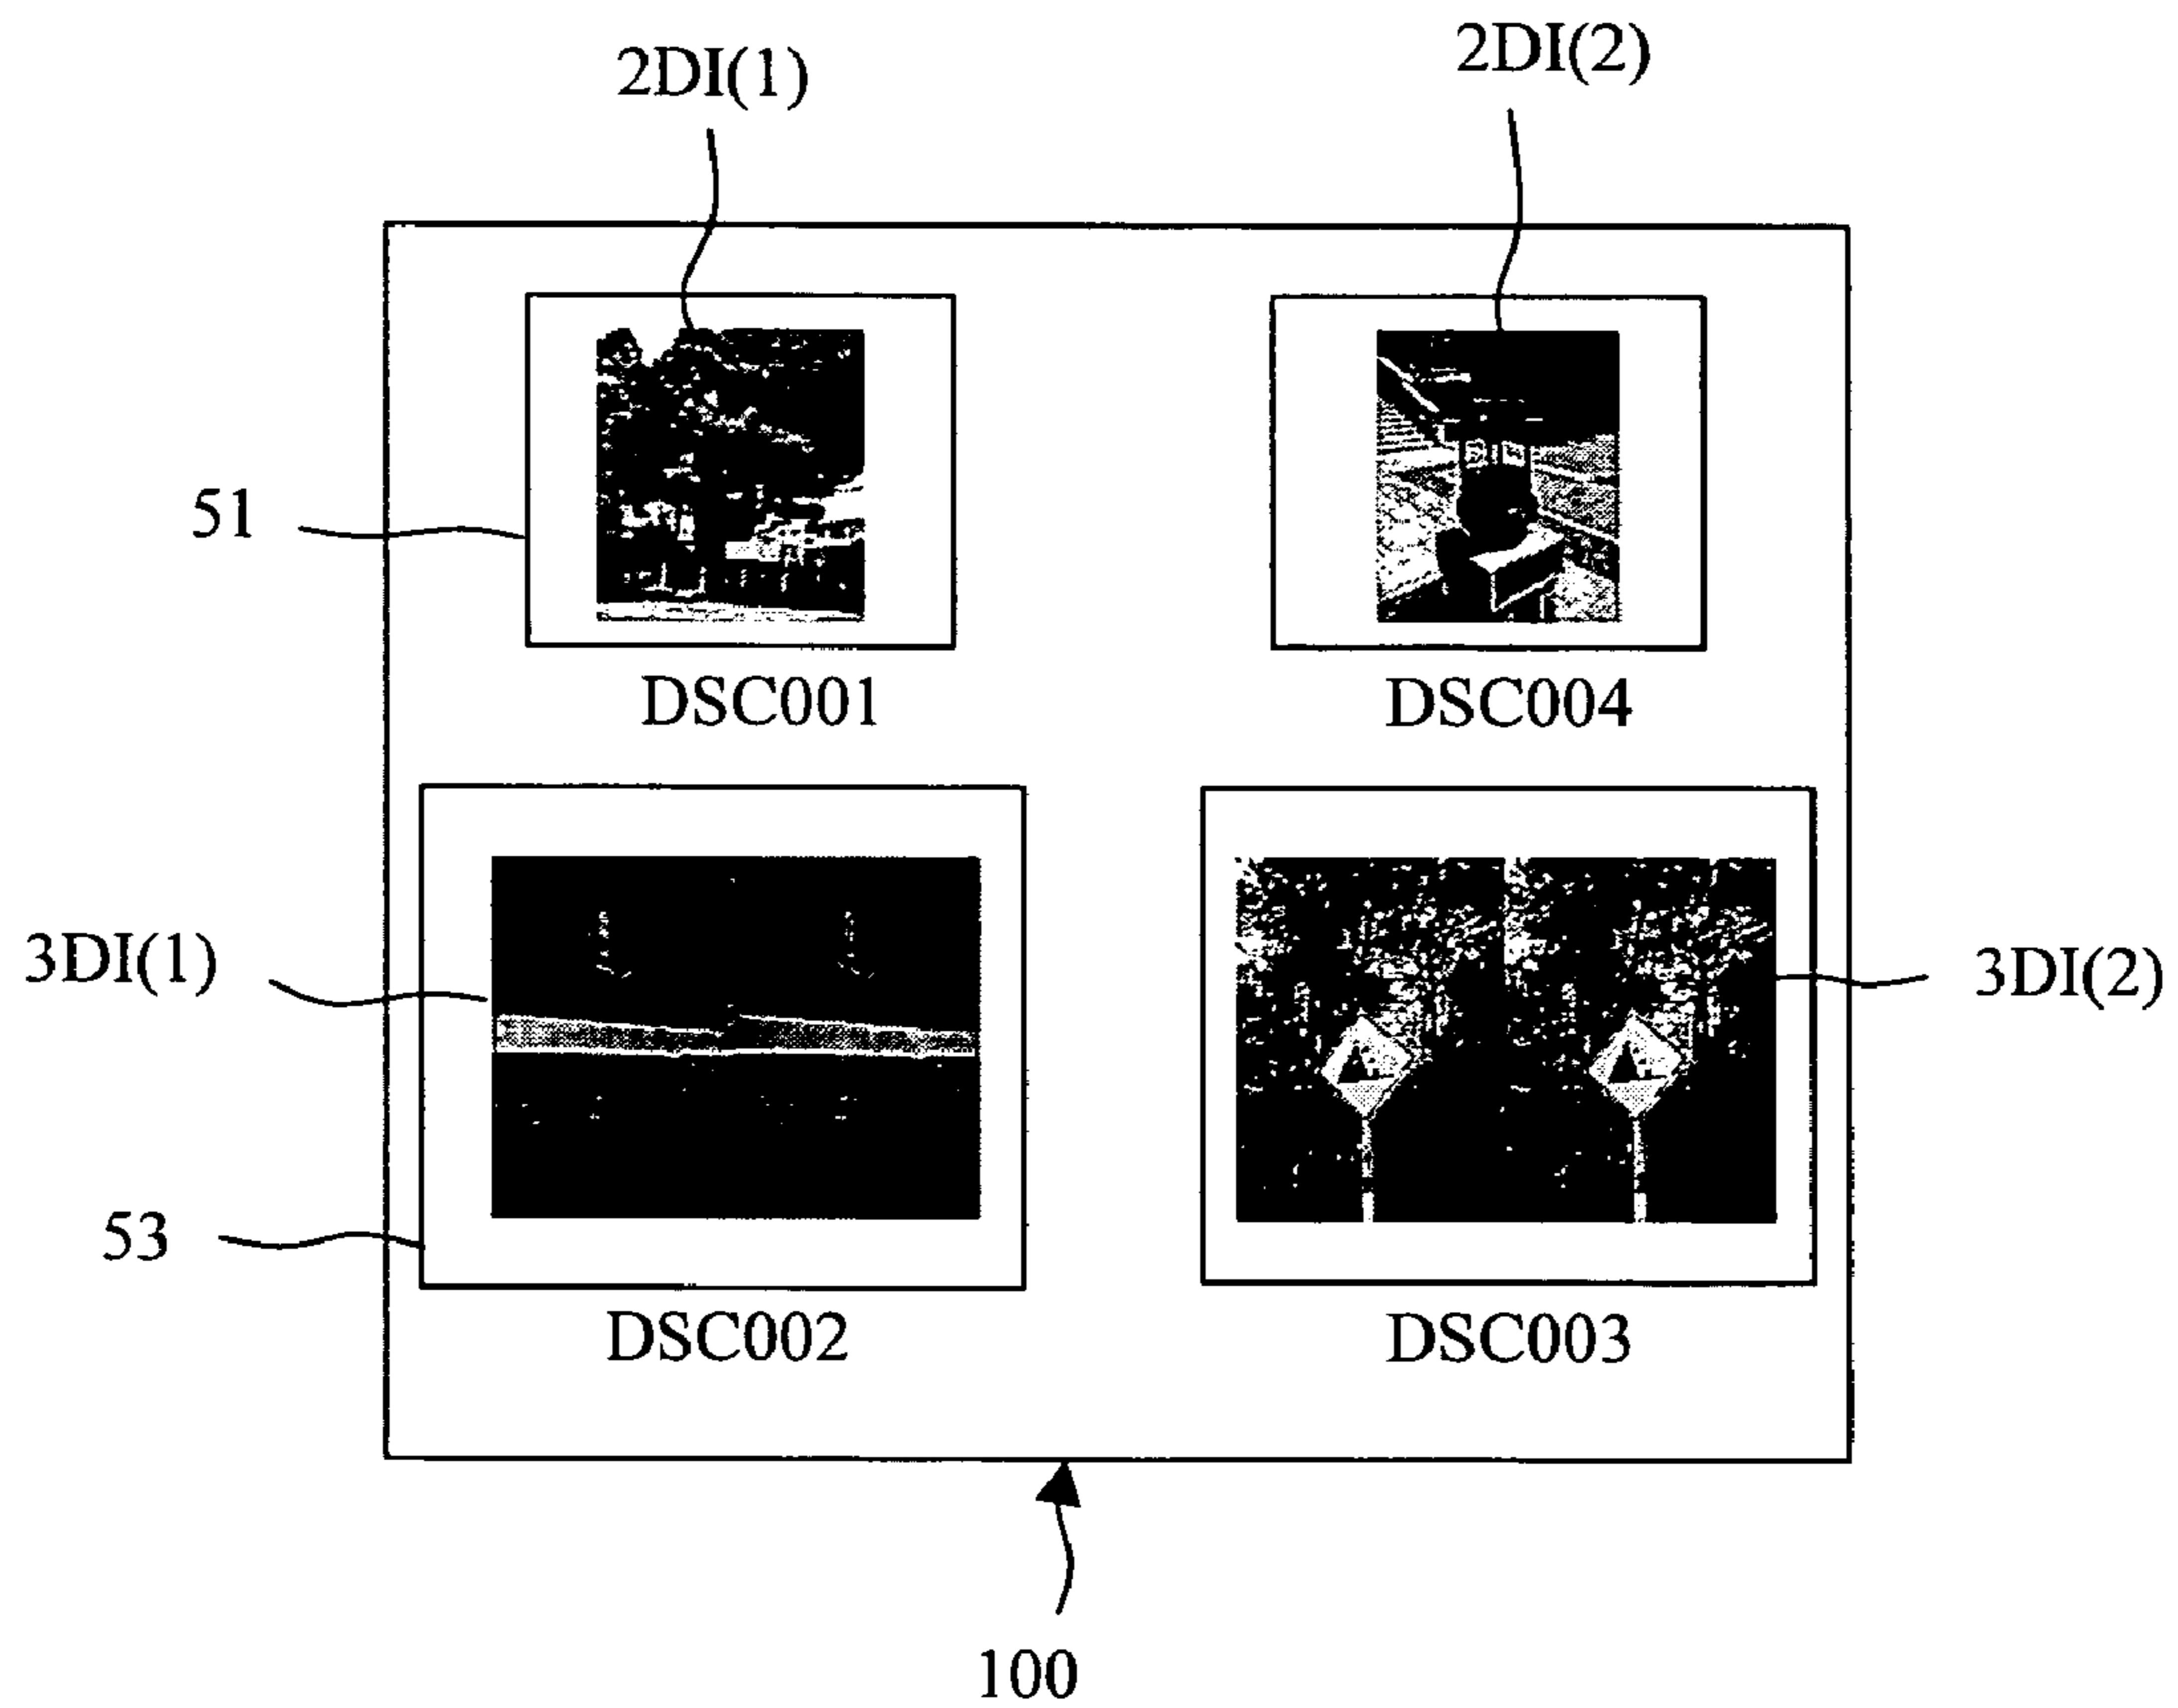 2DI(1)
2DI(2)
51
DSC001
DSC004
3DI(1)
3DI(2)
53
DSC002
DSC003
100